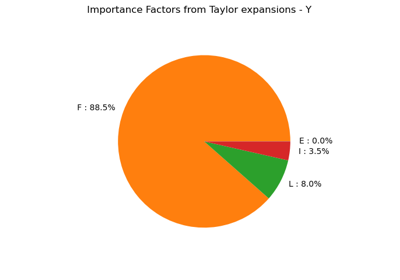 Importance Factors from Taylor expansions - Y
F : 88.5%
E : 0.0%
I : 3.5%
L : 8.0%